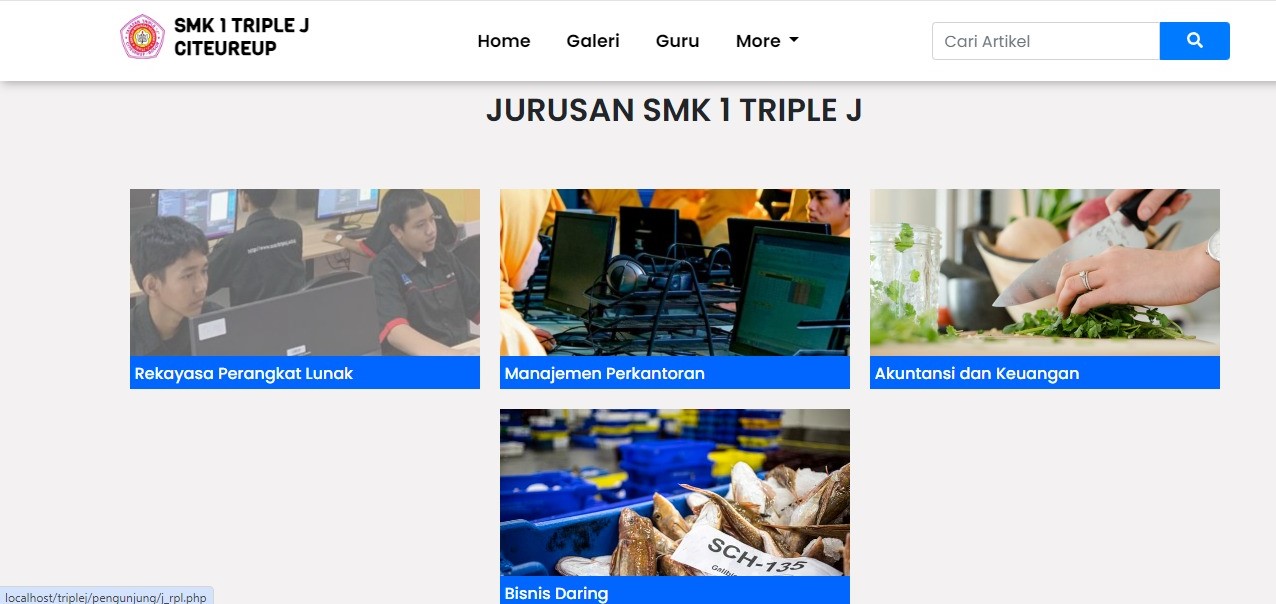 SMK 1 TRIPLE J
CITEUREUP
Home
Galeri
Guru
More
Cari Artikel
JURUSAN SMK 1 TRIPLE J
Rekayasa Perangkat Lunak
Manajemen Perkantoran
Akuntansi dan Keuangan
SCH-135
Bisnis Daring
localhost/triplej/pengunjung/j_rpl.php